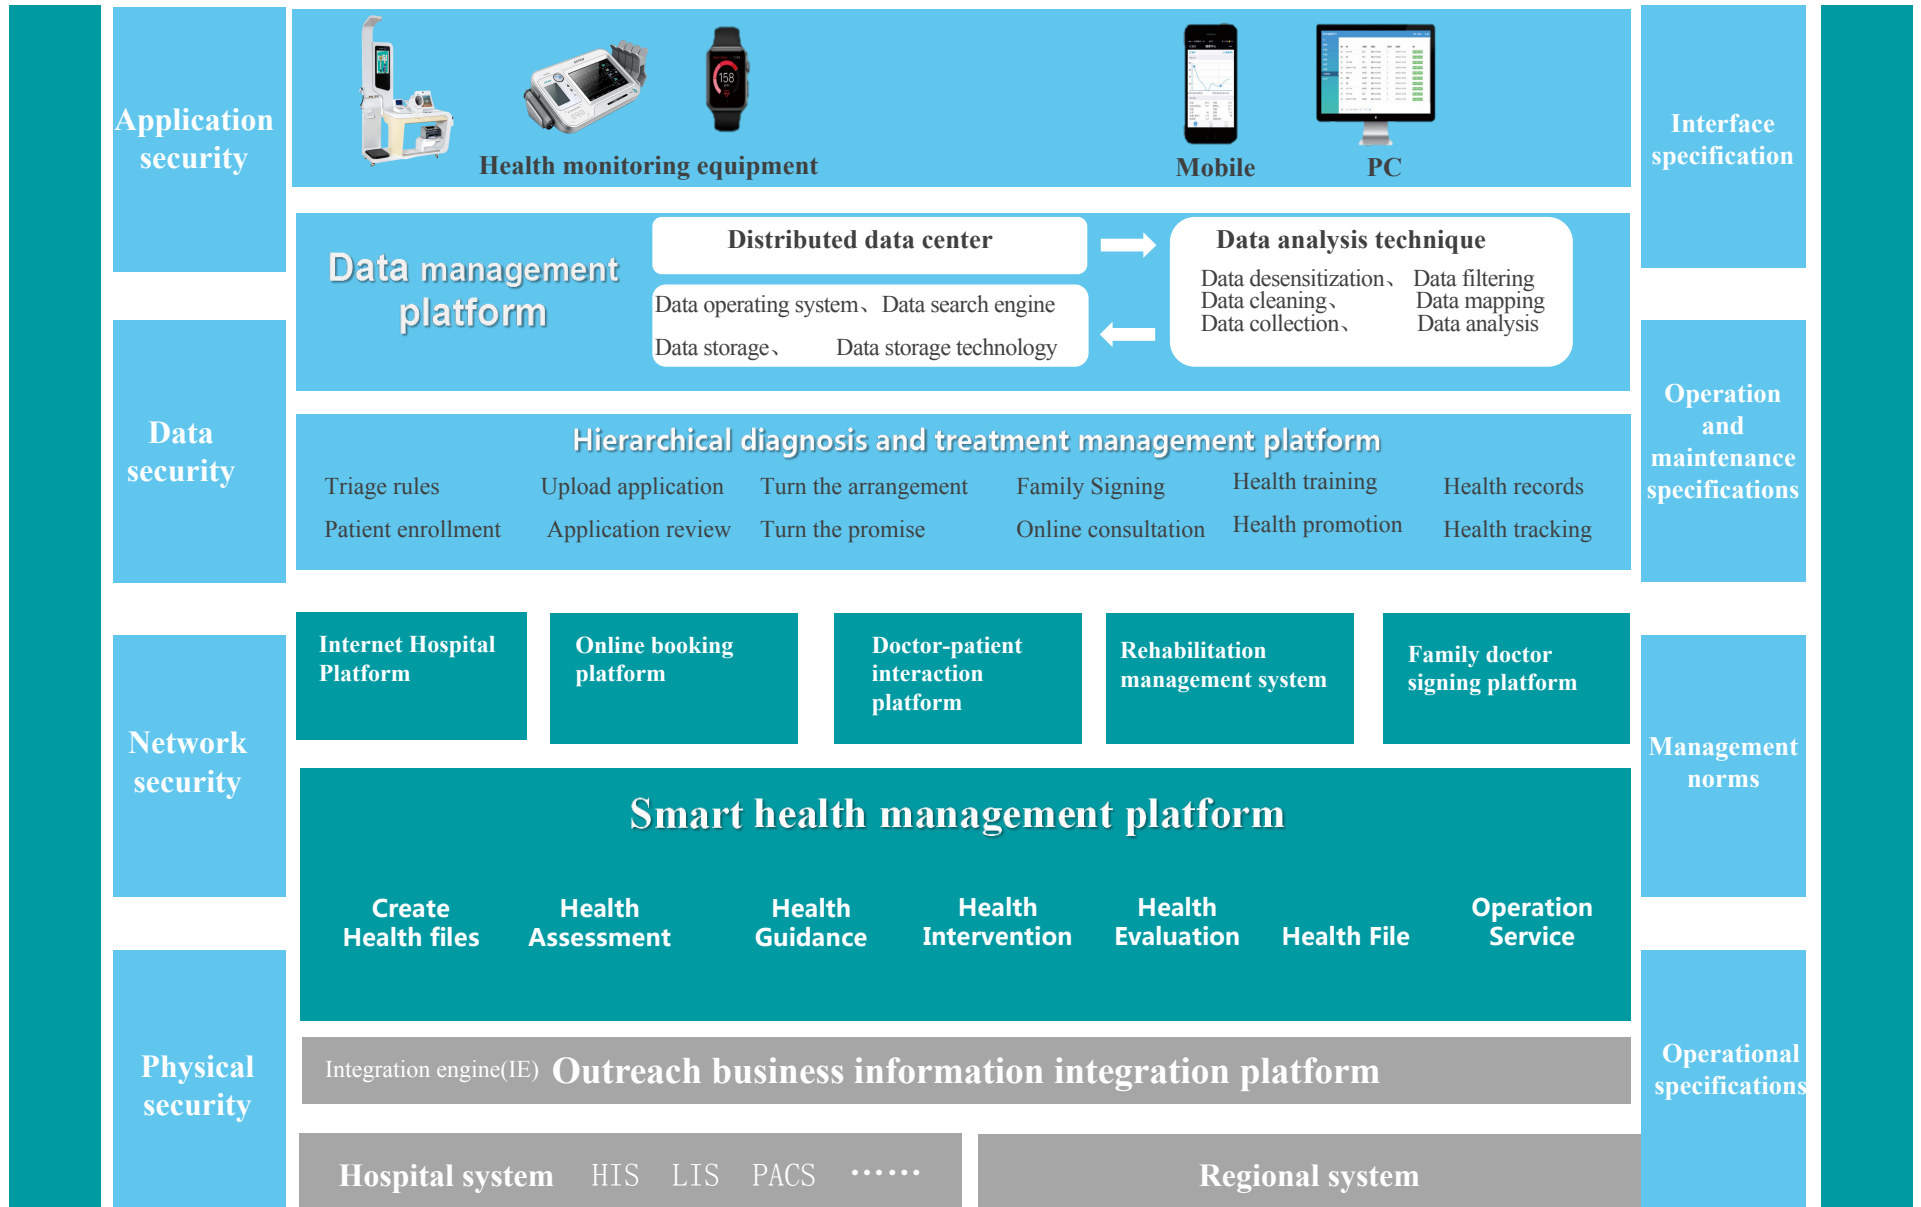 Application
security
Data
security
Network
security
Physical
security
158
Health monitoring equipment
Mobile
PC
Data management
platform
Distributed data center
Data operating system、Data search engine
Data storage、 Data storage technology
Data analysis technique
Data desensitization、 Data filtering
Data cleaning、 Data mapping
Data collection、 Data analysis
Hierarchical diagnosis and treatment management platform
Triage rules
Upload application
Turn the arrangement
Family Signing
Health training
Health records
Patient enrollment
Application review
Turn the promise
Online consultation
Health promotion
Health tracking
Internet Hospital
Platform
Online booking
platform
Doctor-patient
interaction
platform
Rehabilitation
management system
Family doctor
signing platform
Smart health management platform
Create
Health files
Health
Assessment
Health
Guidance
Health
Intervention
Health
Evaluation
Health File
Operation
Service
Integration engine(IE) Outreach business information integration platform
Hospital system HIS LIS PACS ······
Regional system
Interface
specification
Operation
and
maintenance
specifications
Management
norms
Operational
specifications